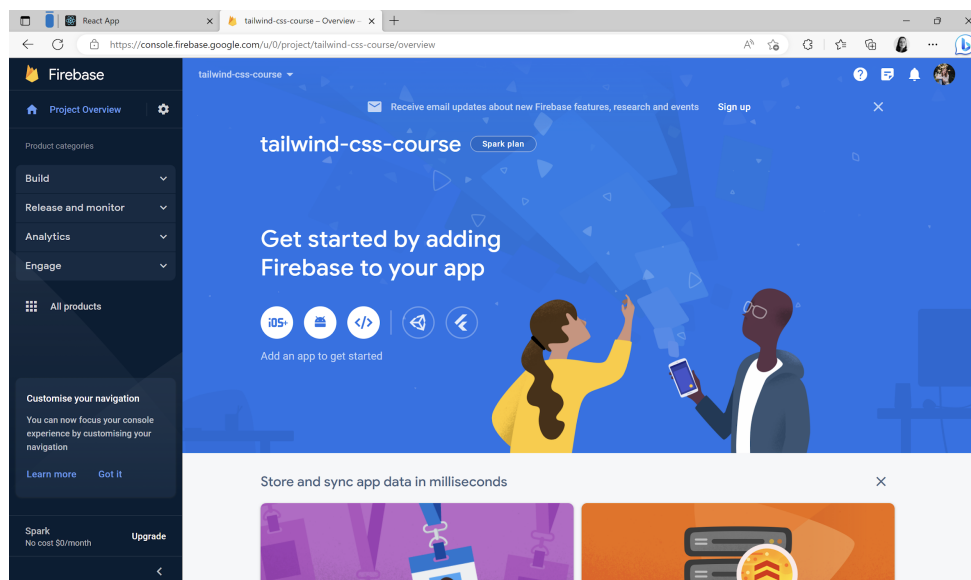 React App
tailwind-css-course – Overview –
https://console.firebase.google.com/u/0/project/tailwind-css-course/overview
Firebase
tailwind-css-course
Project Overview
Receive email updates about new Firebase features, research and events Sign up
Product categories
tailwind-css-course Spark plan
Build
Release and monitor
Analytics
Engage
Get started by adding
Firebase to your app
All products
iOS+
</>
Add an app to get started
Customise your navigation
You can now focus your console
experience by customising your
navigation
Learn more Got it
Store and sync app data in milliseconds
Spark
No cost $0/month
Upgrade